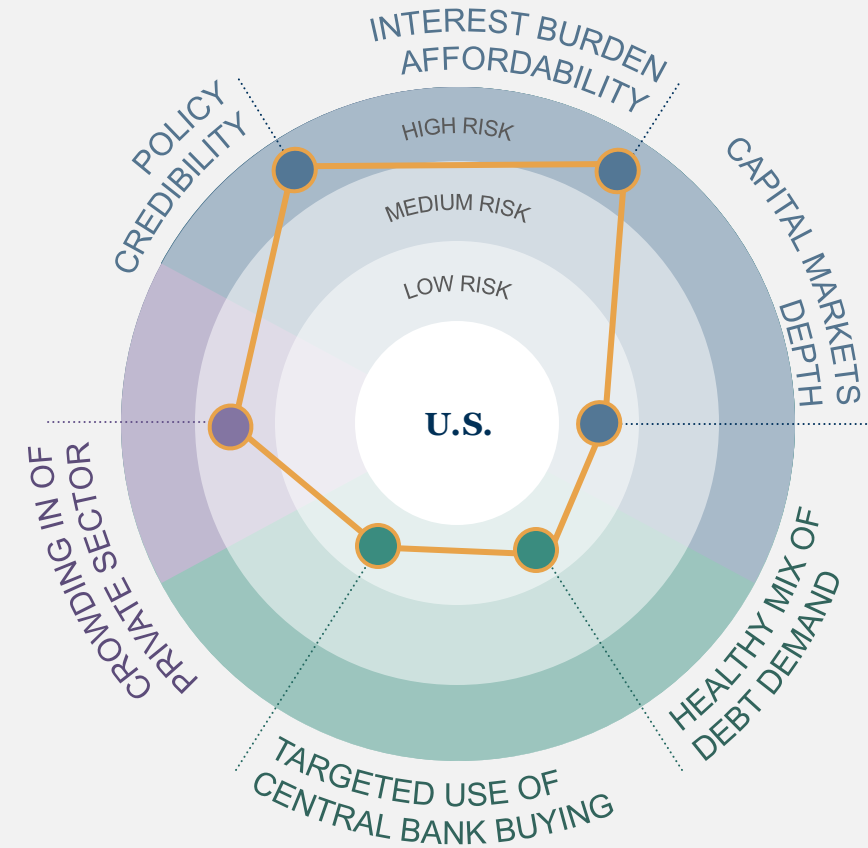 INTEREST BURDEN
AFFORDABILITY
POLICY
CREDIBILITY
HIGH RISK
MEDIUM RISK
LOW RISK
CAPITAL MARKETS
DEPTH
U.S.
CROWDING IN OF
PRIVATE SECTOR
HEALTHY MIX OF
DEBT DEMAND
TARGETED USE OF
CENTRAL BANK BUYING